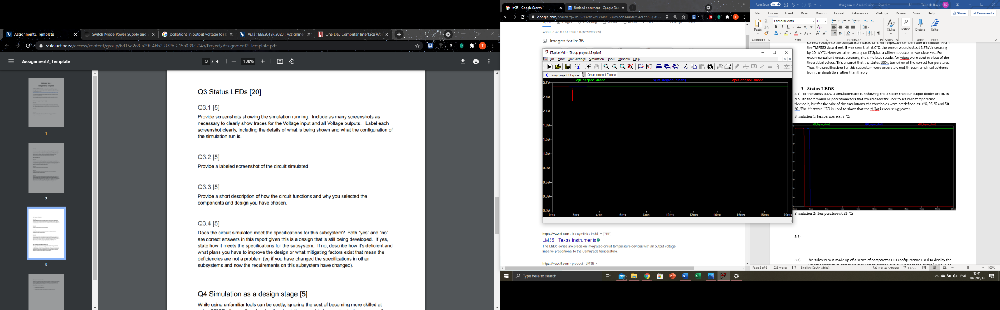 Assignment2_Template
Switch Mode Power Supply and
ocillations in output voltage for
Vula : EEE2048F,2020 : Assignme
One Day Computer Interface Wo
vula.uct.ac.za/access/content/group/6d15d2a8-a29f-4bb2-872b-215a039c304a/Project/Assignment2_Template.pdf
Assignment2_Template
3 / 4
100%
1
2
3
Q3 Status LEDs [20]
Q3.1 [5]
Provide screenshots showing the simulation running. Include as many screenshots as
necessary to clearly show traces for the Voltage input and all Voltage outputs. Label each
screenshot clearly, including the details of what is being shown and what the configuration of
the simulation run is.
Q3.2 [5]
Provide a labeled screenshot of the circuit simulated
Q3.3 [5]
Provide a short description of how the circuit functions and why you selected the
components and design you have chosen.
Q3.4 [5]
Does the circuit simulated meet the specifications for this subsystem? Both “yes” and “no”
are correct answers in this report given this is a design that is still being developed. If yes,
state how it meets the specifications for the subsystem. If no, describe how it’s deficient and
what plans you have to improve the design or what mitigating factors exist that mean the
deficiencies are not a problem (eg if you have changed the specifications in other
subsystems and now the requirements on this subsystem have changed).
Q4 Simulation as a design stage [5]
While using unfamiliar tools can be costly, ignoring the cost of becoming more skilled at
lm35 - Google Search
Untitled document - Google Doc
About 8 320 000 results (0,59 seconds)
Images for lm35
LTspice XVII - [Group project LT spice]
File View Plot Settings Simulation Tools Window Help
Group project LT spice
Group project LT spice
V(0_degree_diode)
V(25_degree_diode)
V(50_degree_diode)
2.7V
2.4V
2.1V
1.8V
1.5V
1.2V
0.9V
0.6V
0.3V
0.0V
0ms 2ms 4ms 6ms 8ms 10ms 12ms 14ms 16ms 18ms 20ms
https://www.ti.com › lit › symlink › lm35
PDF
LM35 - Texas Instruments
The LM35 series are precision integrated-circuit temperature devices with an output voltage
linearly- proportional to the Centigrade temperature.
https://www.ti.com › product › LM35
Type here to search
AutoSave On
Assignment 2 submission - Saved
Taine de Buys
TD
File Home Insert Draw Design Layout References Mailings Review View Help
Share
Comments
Cambria Math
11
Paste
Styles
Editing
Dictate
Editor
Clipboard
Font
Paragraph
Styles
Voice
Editor
correct voltage to the comparators based on their respective temperature thresholds. From
the TMP335 data sheet, it was seen that at 0°C, the sensor would output 2.73V, increasing
by 10mV/°C. However, after testing on LT Spice, a different outcome was observed. For
experimental and circuit accuracy, the simulated results for Vdata were used in place of the
theoretical values. This ensured that the status LED’s turned on at the correct temperatures.
Thus, the specifications for this subsystem were accurately met through empirical evidence
from the simulation rather than theory.
3. Status LEDS
3.1) For the status LEDs, 3 simulations are run showing the 3 states that our output diodes are in. In
real life there would be potentiometers that would allow the user to set each temperature
threshold, but for the sake of the simulations, the thresholds were predefined as 0 °C, 25 °C and 50
°C. The 4th status LED is used to show that the piHat is receiving power.
Simulation 1: temperature at 2 °C:
Simulation 2: Temperature at 26 °C:
3.2)
3.3) This subsystem is made up of a series of comparator-LED configurations used to display the
Page 5 of 6
1225 words
English (South Africa)
Display Settings
Focus
100%
ENG
15:01
2021/05/13